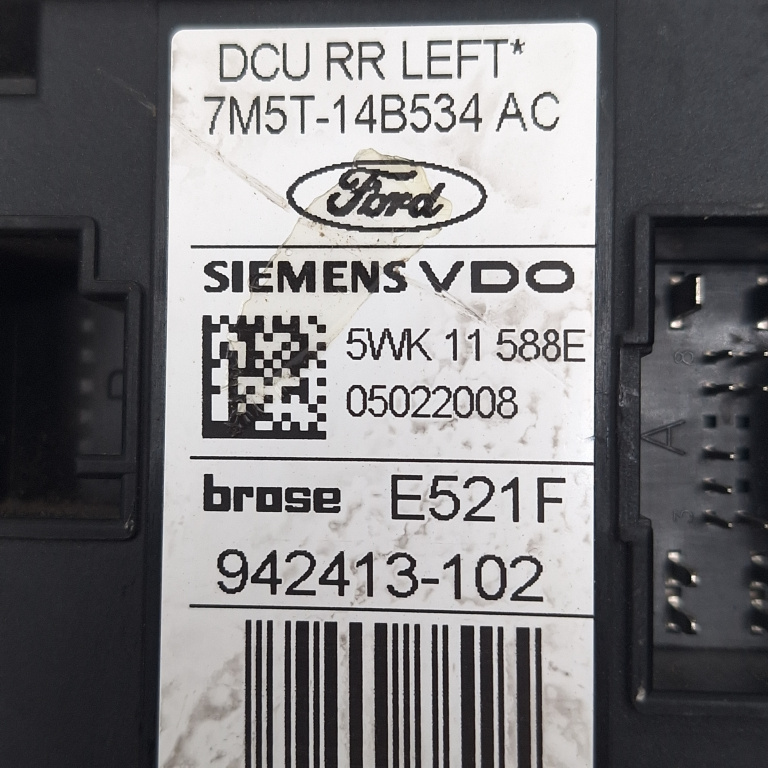 DCU RR LEFT*
7M5T-14B534 AC
Ford
SIEMENS VDO
5WK 11 588E
05022008
brose E521F
942413-102
A